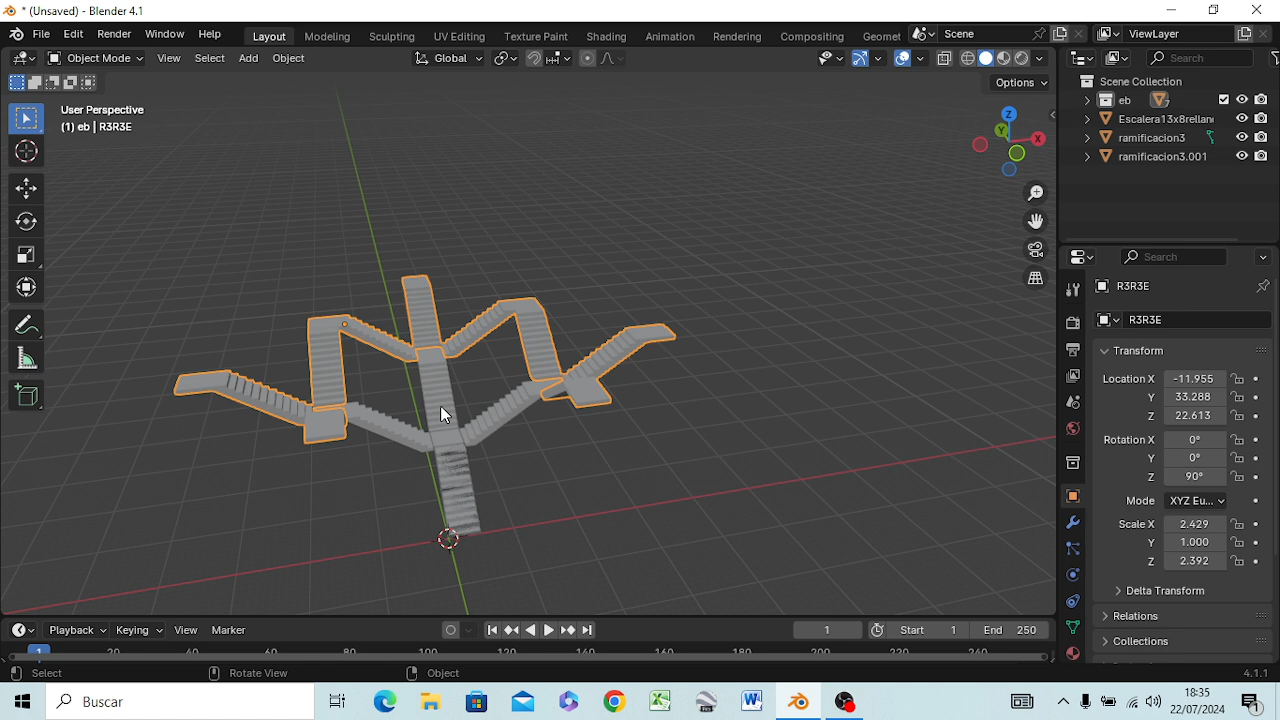 * (Unsaved) - Blender 4.1
File Edit Render Window Help Layout Modeling Sculpting UV Editing Texture Paint Shading Animation Rendering Compositing Geomet Scene ViewLayer
Object Mode View Select Add Object Global Search
Options
User Perspective
(1) eb | R3R3E
Z
Y
X
Scene Collection
eb 7
Escalera13x8rellan
ramificacion3
ramificacion3.001
Search
R3R3E
R3R3E
Transform
Location X -11.955
Y 33.288
Z 22.613
Rotation X 0°
Y 0°
Z 90°
Mode XYZ Eu...
Scale X 2.429
Y 1.000
Z 2.392
Delta Transform
Relations
Collections
Playback Keying View Marker 1 Start 1 End 250
1 20 40 60 80 100 120 140 160 180 200 220 240
Select Rotate View Object 4.1.1
Buscar
18:35
22/07/2024
1